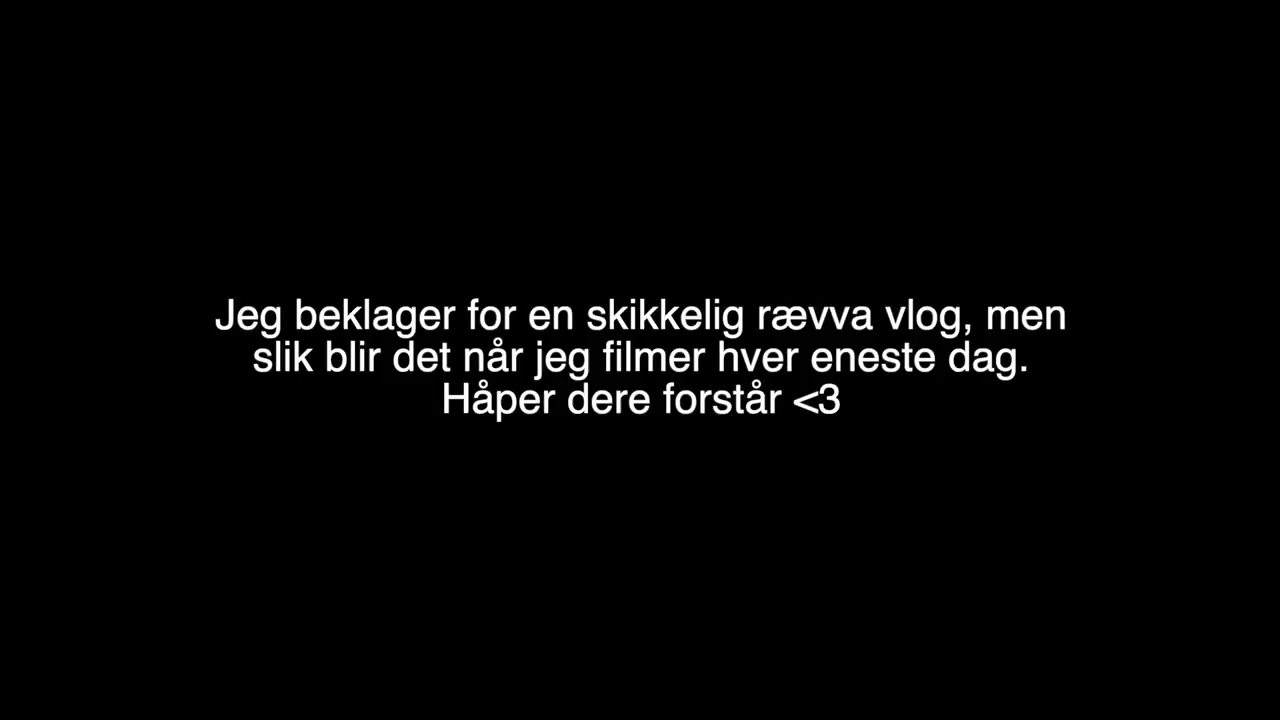 Jeg beklager for en skikkelig rævva vlog, men
slik blir det når jeg filmer hver eneste dag.
Håper dere forstår <3